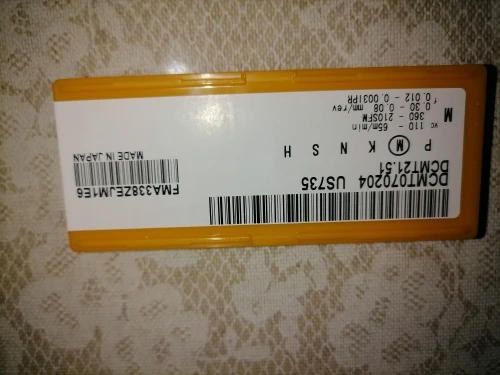 DCMT070204 US735
DCMT21.51
FMA338ZEJM1E6
MADE IN JAPAN
P M K N S H
M
vc 110 - 65m/min
360 - 210SFM
f 0.30 - 0.08 mm/rev
0.012 - 0.003IPR